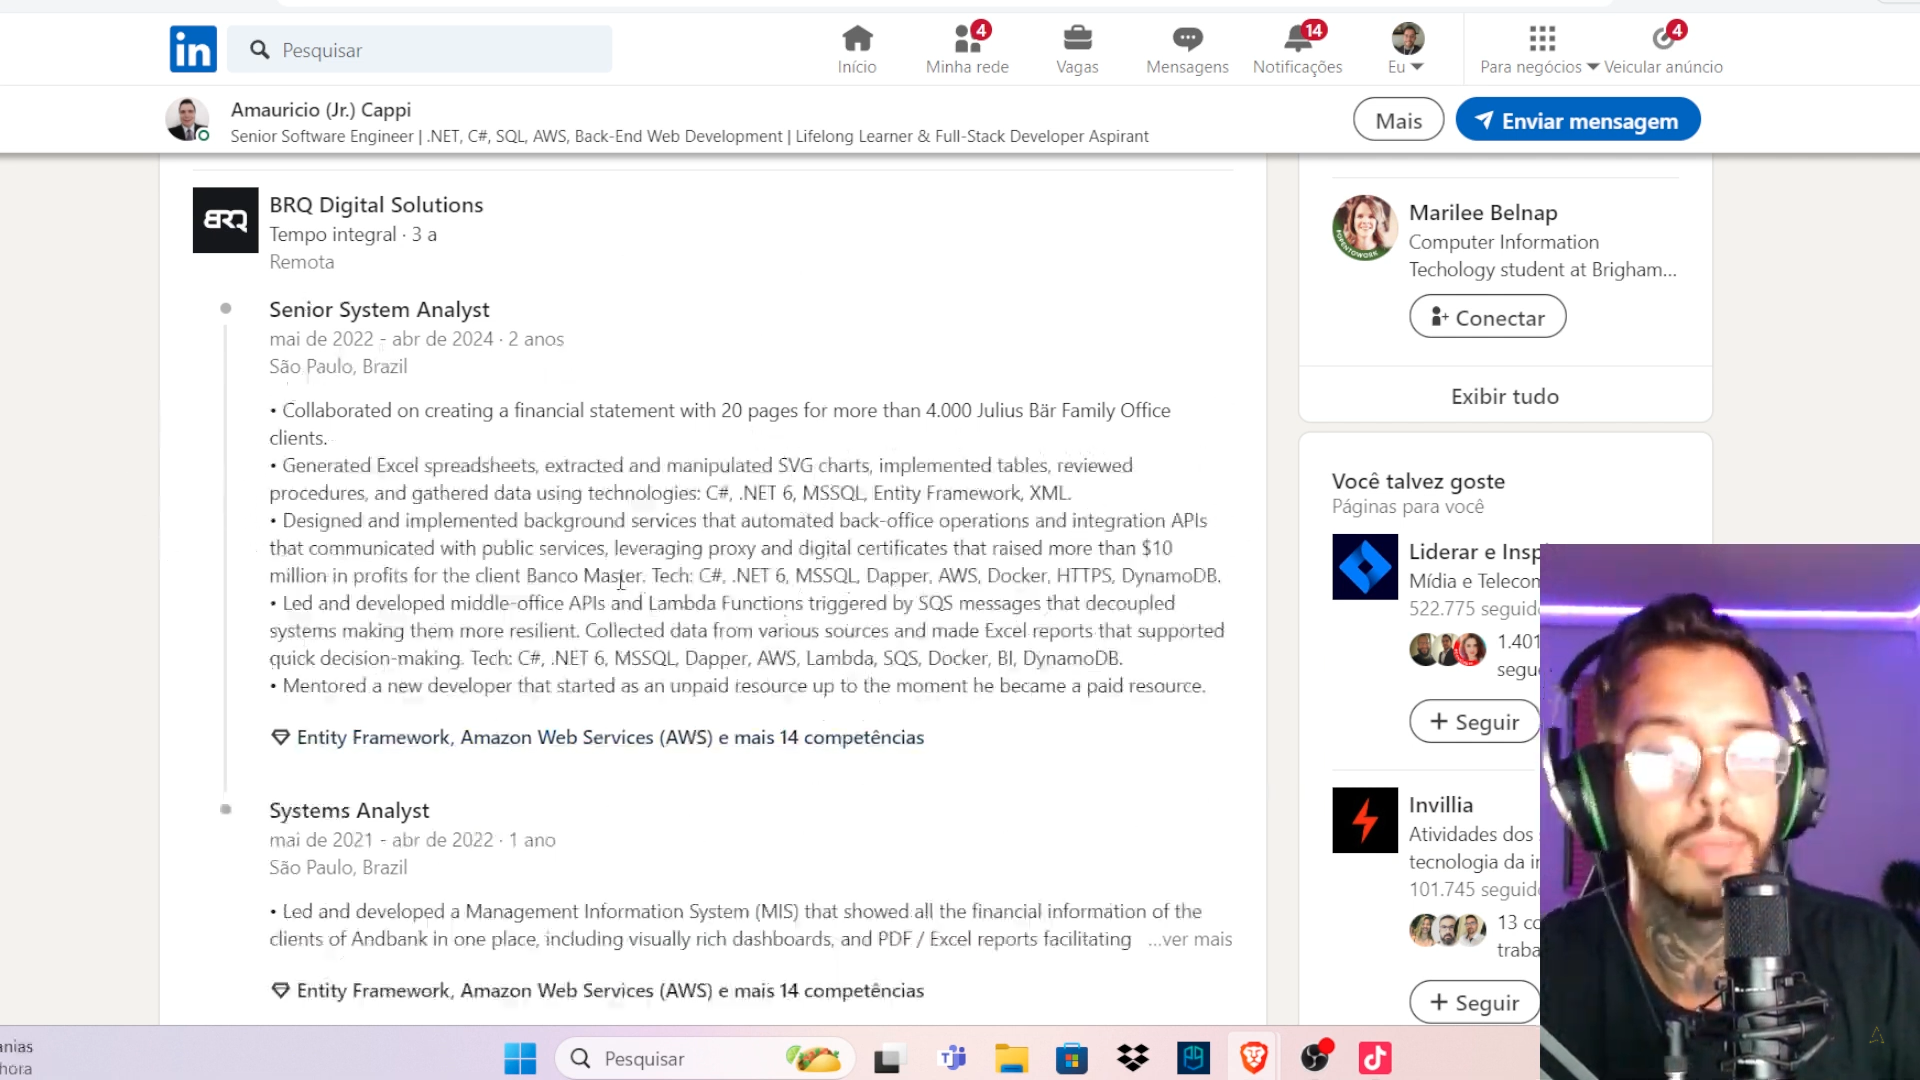 in
Pesquisar
4
14
4
Início
Minha rede
Vagas
Mensagens
Notificações
Eu
Para negócios
Veicular anúncio
Amauricio (Jr.) Cappi
Senior Software Engineer | .NET, C#, SQL, AWS, Back-End Web Development | Lifelong Learner & Full-Stack Developer Aspirant
Mais
Enviar mensagem
BRQ
BRQ Digital Solutions
Tempo integral · 3 a
Remota
Senior System Analyst
mai de 2022 - abr de 2024 · 2 anos
São Paulo, Brazil
• Collaborated on creating a financial statement with 20 pages for more than 4.000 Julius Bär Family Office
clients.
• Generated Excel spreadsheets, extracted and manipulated SVG charts, implemented tables, reviewed
procedures, and gathered data using technologies: C#, .NET 6, MSSQL, Entity Framework, XML.
• Designed and implemented background services that automated back-office operations and integration APIs
that communicated with public services, leveraging proxy and digital certificates that raised more than $10
million in profits for the client Banco Master. Tech: C#, .NET 6, MSSQL, Dapper, AWS, Docker, HTTPS, DynamoDB.
• Led and developed middle-office APIs and Lambda Functions triggered by SQS messages that decoupled
systems making them more resilient. Collected data from various sources and made Excel reports that supported
quick decision-making. Tech: C#, .NET 6, MSSQL, Dapper, AWS, Lambda, SQS, Docker, BI, DynamoDB.
• Mentored a new developer that started as an unpaid resource up to the moment he became a paid resource.
Entity Framework, Amazon Web Services (AWS) e mais 14 competências
Systems Analyst
mai de 2021 - abr de 2022 · 1 ano
São Paulo, Brazil
• Led and developed a Management Information System (MIS) that showed all the financial information of the
clients of Andbank in one place, including visually rich dashboards, and PDF / Excel reports facilitating ...ver mais
Entity Framework, Amazon Web Services (AWS) e mais 14 competências
Marilee Belnap
Computer Information
Techology student at Brigham...
Conectar
Exibir tudo
Você talvez goste
Páginas para você
Liderar e Insp
Mídia e Telecon
522.775 seguido
1.401
segu
+ Seguir
Invillia
Atividades dos
tecnologia da in
101.745 seguido
13 co
traba
+ Seguir
anias
hora
Pesquisar